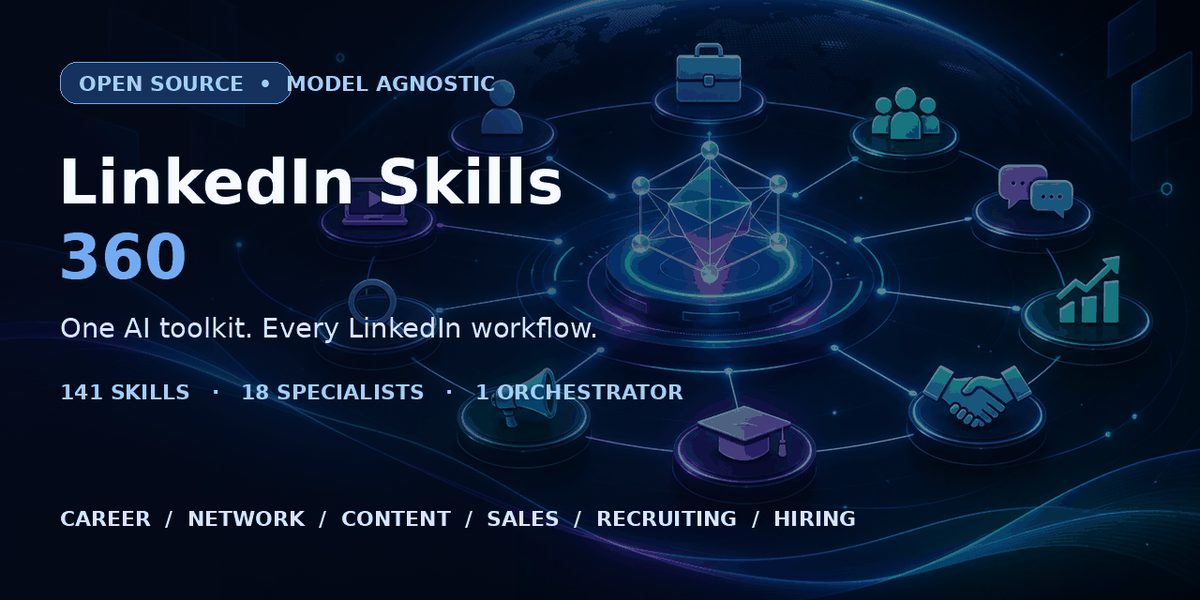 OPEN SOURCE • MODEL AGNOSTIC
LinkedIn Skills
360
One AI toolkit. Every LinkedIn workflow.
141 SKILLS · 18 SPECIALISTS · 1 ORCHESTRATOR
CAREER / NETWORK / CONTENT / SALES / RECRUITING / HIRING